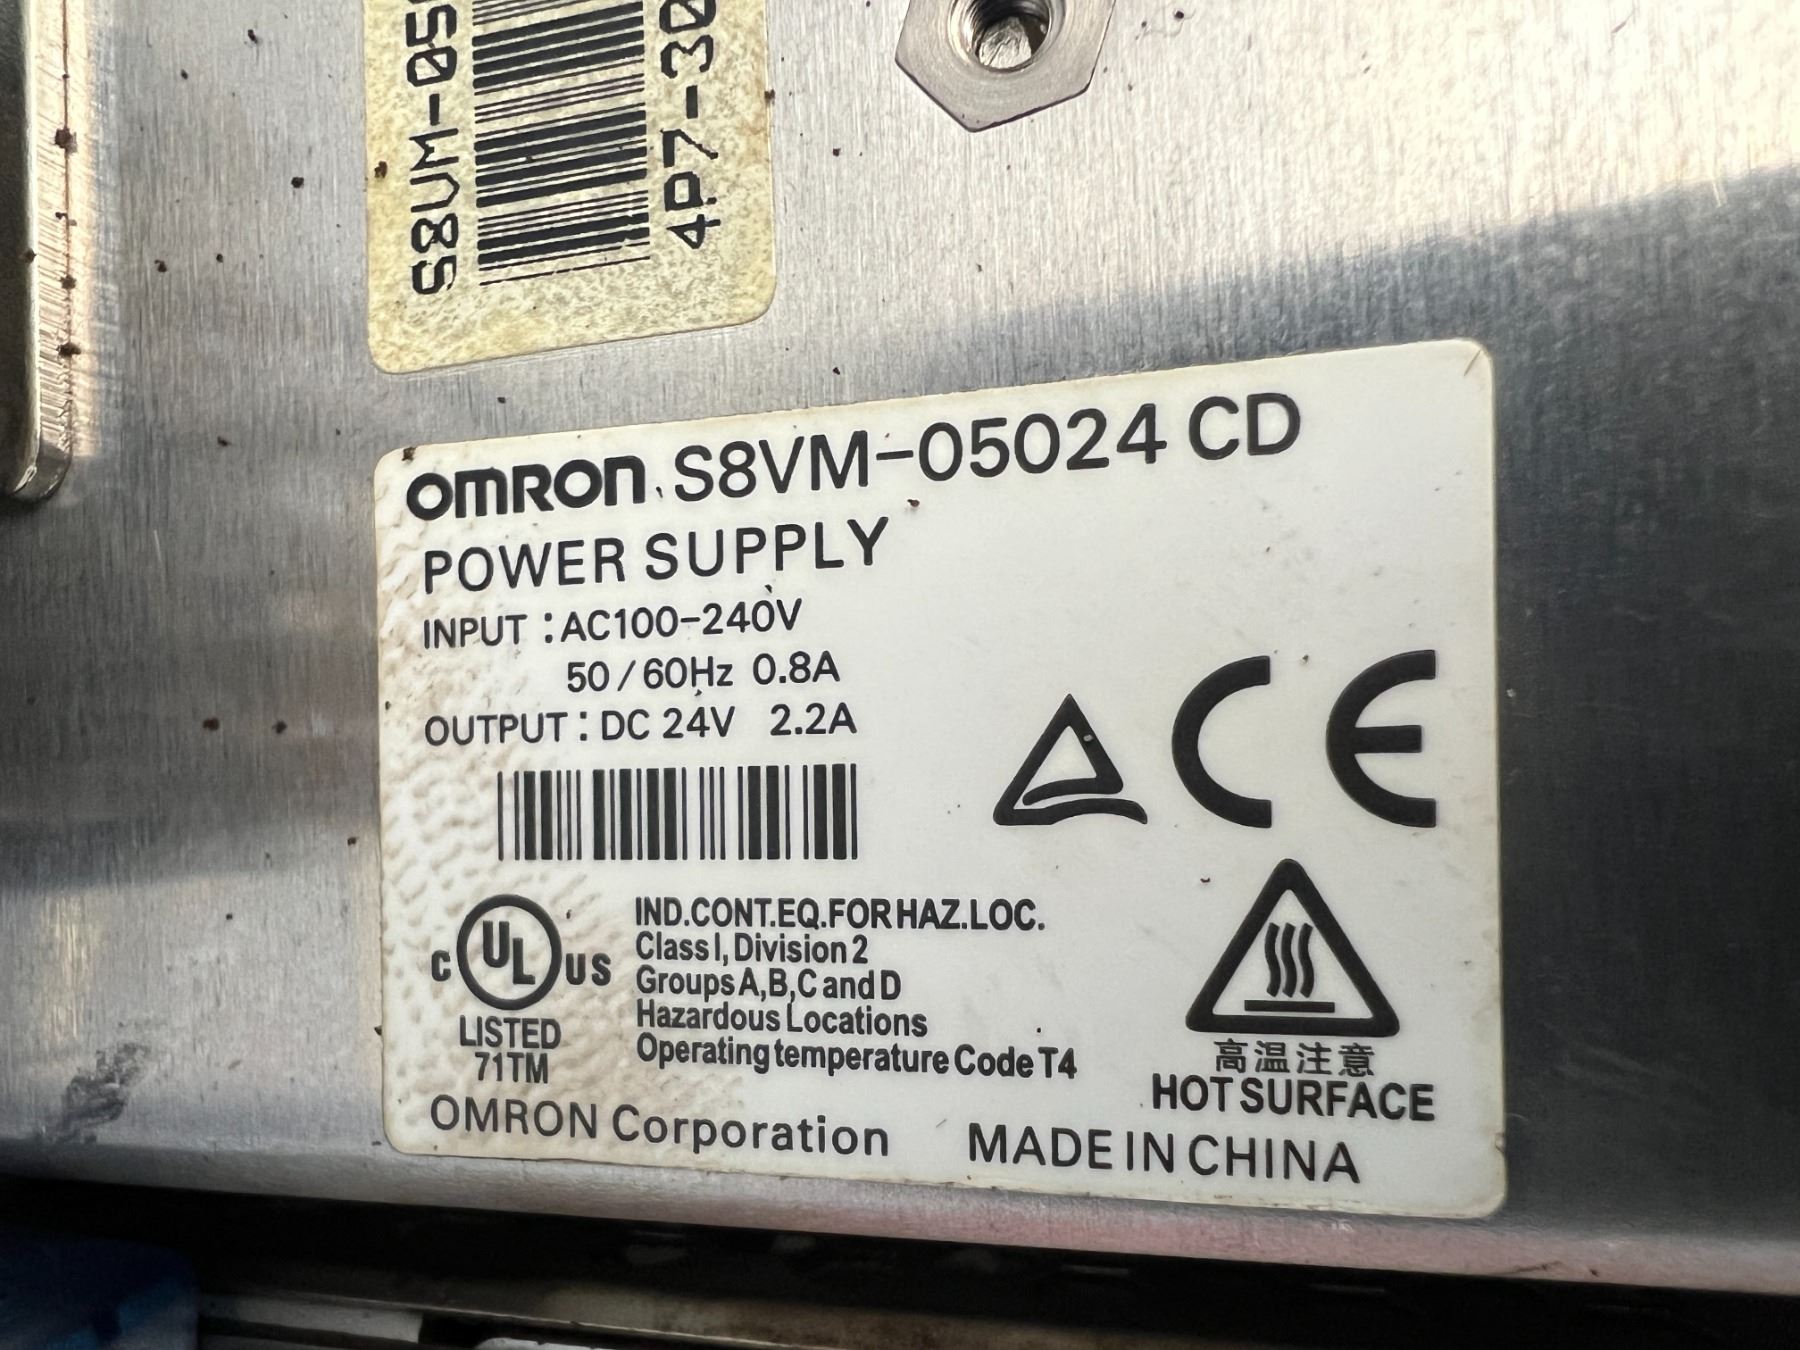 S8VM-05
4P7-30
OMRON S8VM-05024 CD
POWER SUPPLY
INPUT : AC100-240V
50/60Hz 0.8A
OUTPUT : DC 24V 2.2A
CE
C UL US
LISTED
71TM
IND.CONT.EQ.FOR HAZ.LOC.
Class I, Division 2
Groups A,B,C and D
Hazardous Locations
Operating temperature Code T4
高温注意
HOT SURFACE
OMRON Corporation MADE IN CHINA